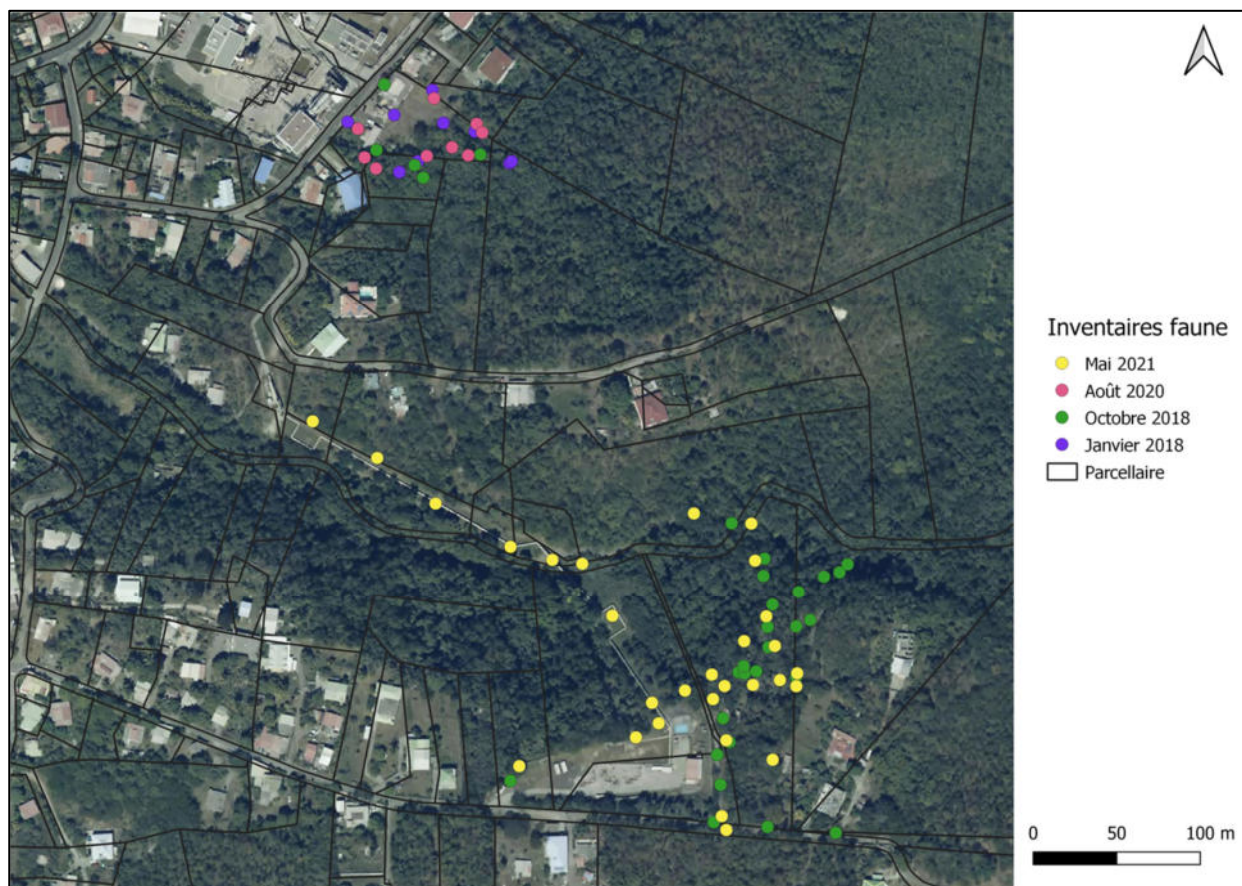 Inventaires faune
Mai 2021
Août 2020
Octobre 2018
Janvier 2018
Parcellaire
0 50 100 m